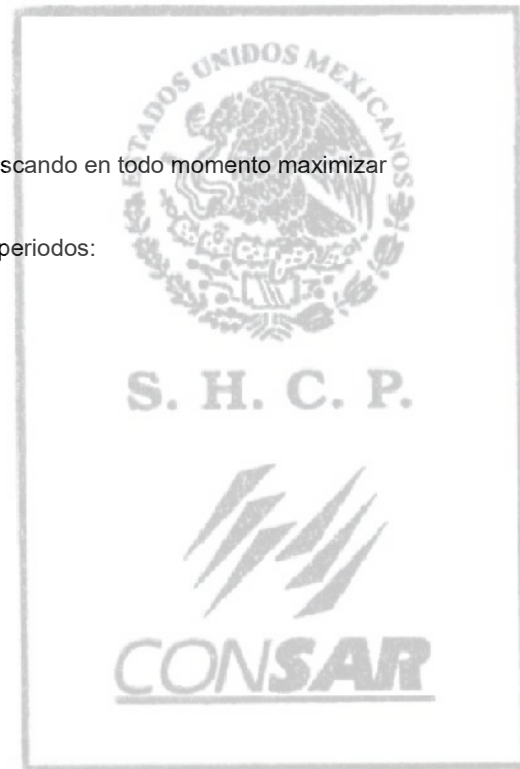 ESTADOS UNIDOS MEXICANOS
scando en todo momento maximizar
periodos:
S. H. C. P.
CONSAR